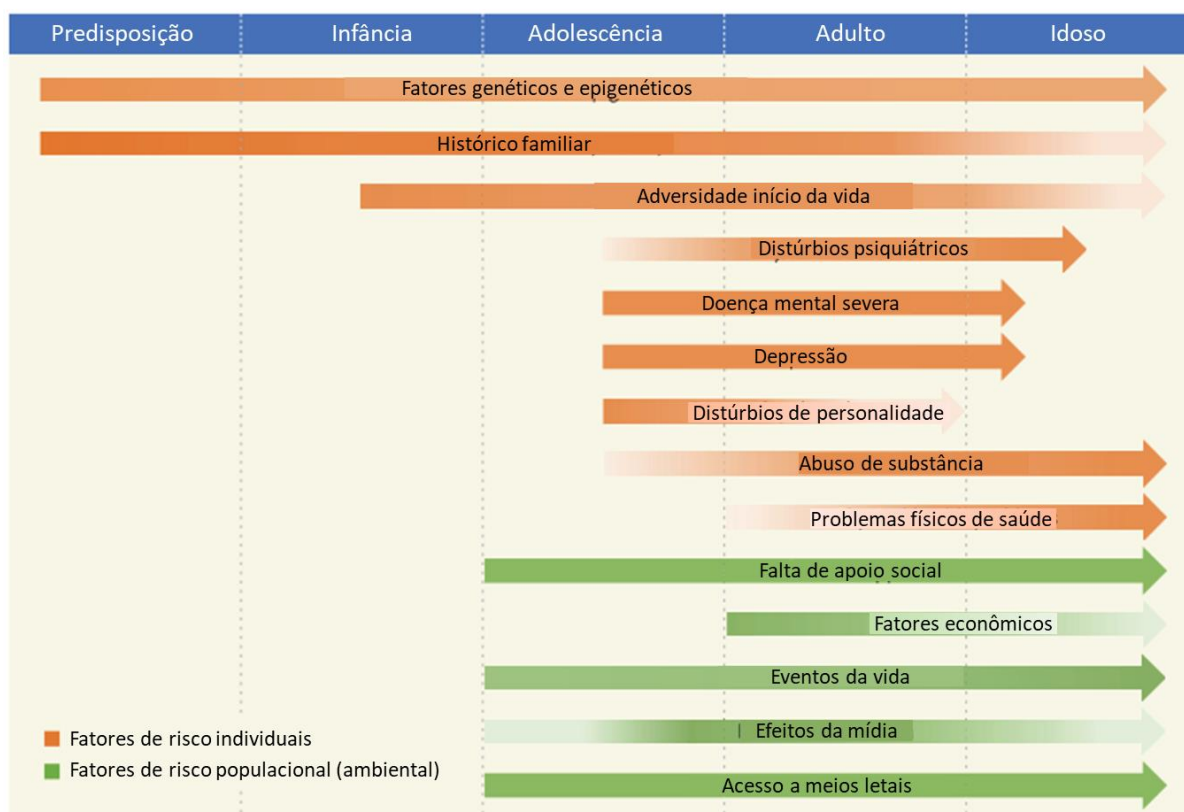 Predisposição Infância Adolescência Adulto Idoso
Fatores genéticos e epigenéticos
Histórico familiar
Adversidade início da vida
Distúrbios psiquiátricos
Doença mental severa
Depressão
Distúrbios de personalidade
Abuso de substância
Problemas físicos de saúde
Falta de apoio social
Fatores econômicos
Eventos da vida
Efeitos da mídia
Acesso a meios letais
Fatores de risco individuais
Fatores de risco populacional (ambiental)